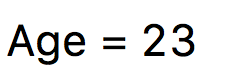 Age = 23